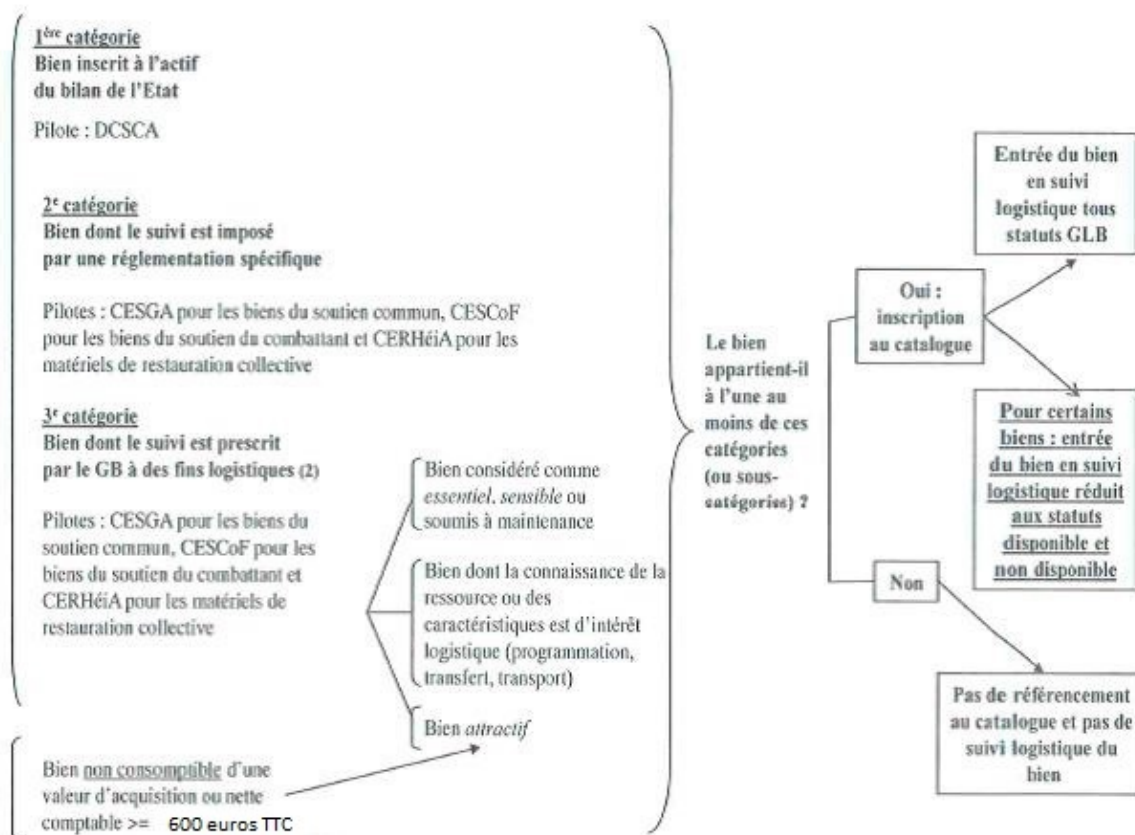 1ère catégorie
Bien inscrit à l'actif
du bilan de l'Etat
Pilote : DCSCA
2e catégorie
Bien dont le suivi est imposé
par une réglementation spécifique
Pilotes : CESGA pour les biens du soutien commun, CESCoF
pour les biens du soutien du combattant et CERHéiA pour les
matériels de restauration collective
3e catégorie
Bien dont le suivi est prescrit
par le GB à des fins logistiques (2)
Pilotes : CESGA pour les biens du
soutien commun, CESCoF pour les
biens du soutien du combattant et
CERHéiA pour les matériels de
restauration collective
Bien considéré comme
essentiel, sensible ou
soumis à maintenance
Bien dont la connaissance de la
ressource ou des
caractéristiques est d'intérêt
logistique (programmation,
transfert, transport)
Bien attractif
Bien non consomptible d'une
valeur d'acquisition ou nette
comptable >= 600 euros TTC
Le bien
appartient-il
à l'une au
moins de ces
catégories
(ou sous-
catégories) ?
Oui :
inscription
au catalogue
Non
Entrée du bien
en suivi
logistique tous
statuts GLB
Pour certains
biens : entrée
du bien en suivi
logistique réduit
aux statuts
disponible et
non disponible
Pas de référencement
au catalogue et pas de
suivi logistique du
bien